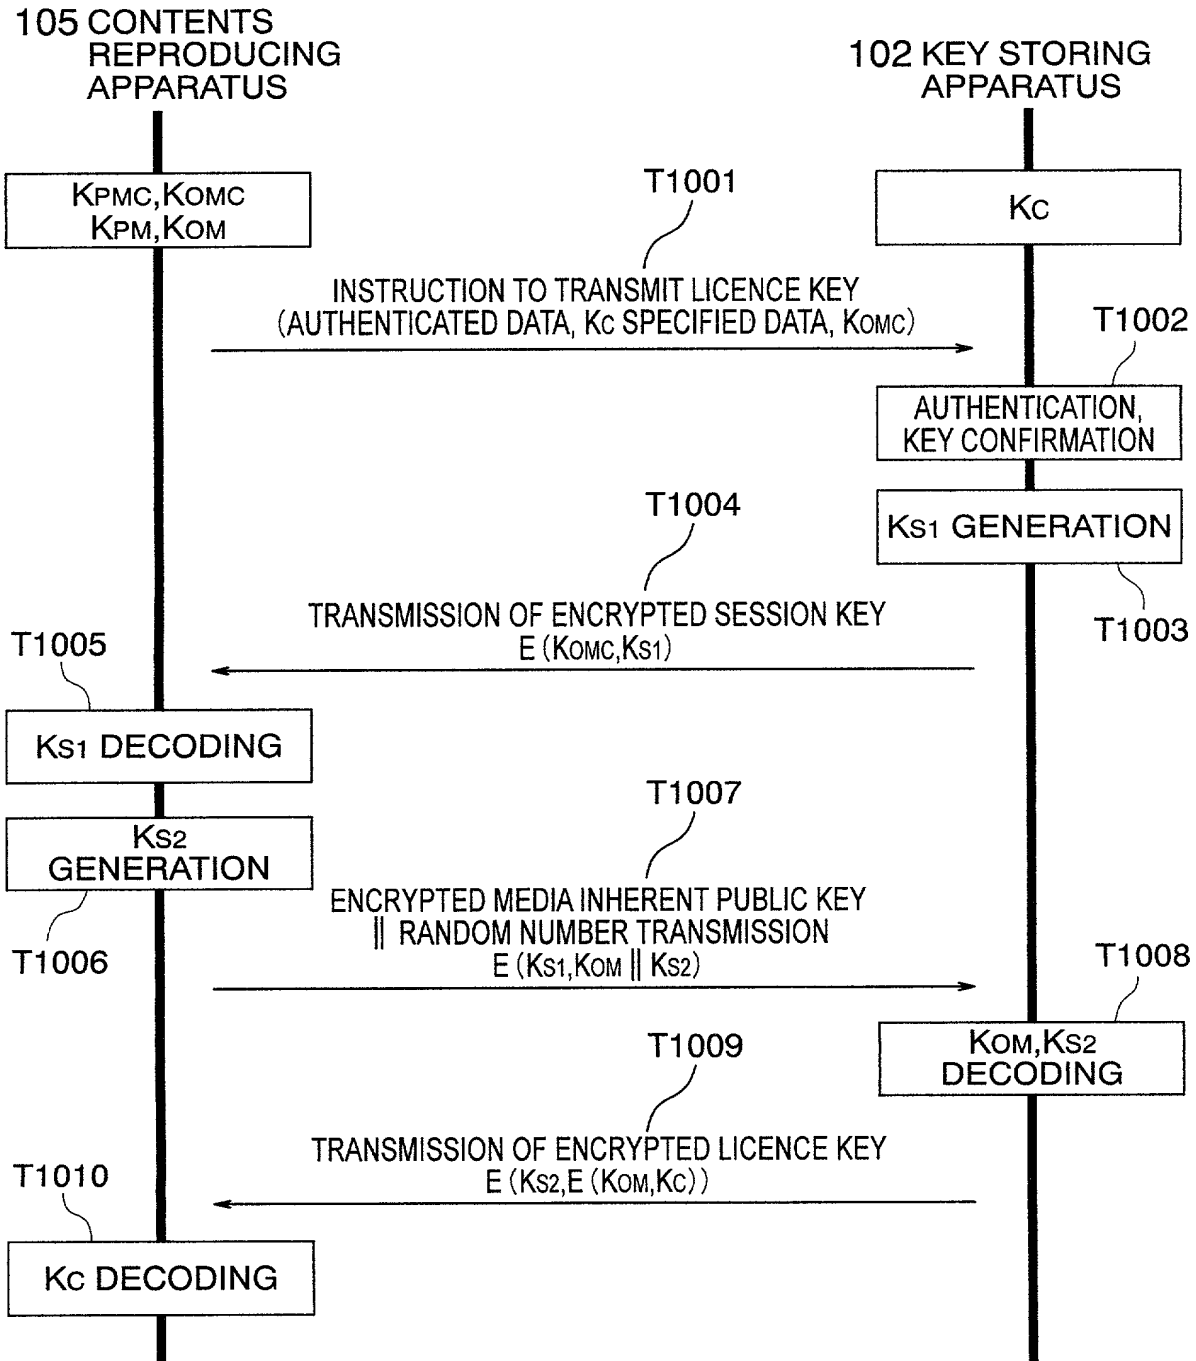 105 CONTENTS
REPRODUCING
APPARATUS
102 KEY STORING
APPARATUS
KPMC,KOMC
KPM,KOM
KC
T1001
INSTRUCTION TO TRANSMIT LICENCE KEY
(AUTHENTICATED DATA, KC SPECIFIED DATA, KOMC)
T1002
AUTHENTICATION,
KEY CONFIRMATION
KS1 GENERATION
T1003
T1004
TRANSMISSION OF ENCRYPTED SESSION KEY
E (KOMC,KS1)
T1005
KS1 DECODING
KS2
GENERATION
T1006
T1007
ENCRYPTED MEDIA INHERENT PUBLIC KEY
|| RANDOM NUMBER TRANSMISSION
E (KS1,KOM || KS2)
T1008
KOM,KS2
DECODING
T1009
TRANSMISSION OF ENCRYPTED LICENCE KEY
E (KS2,E (KOM,KC))
T1010
KC DECODING